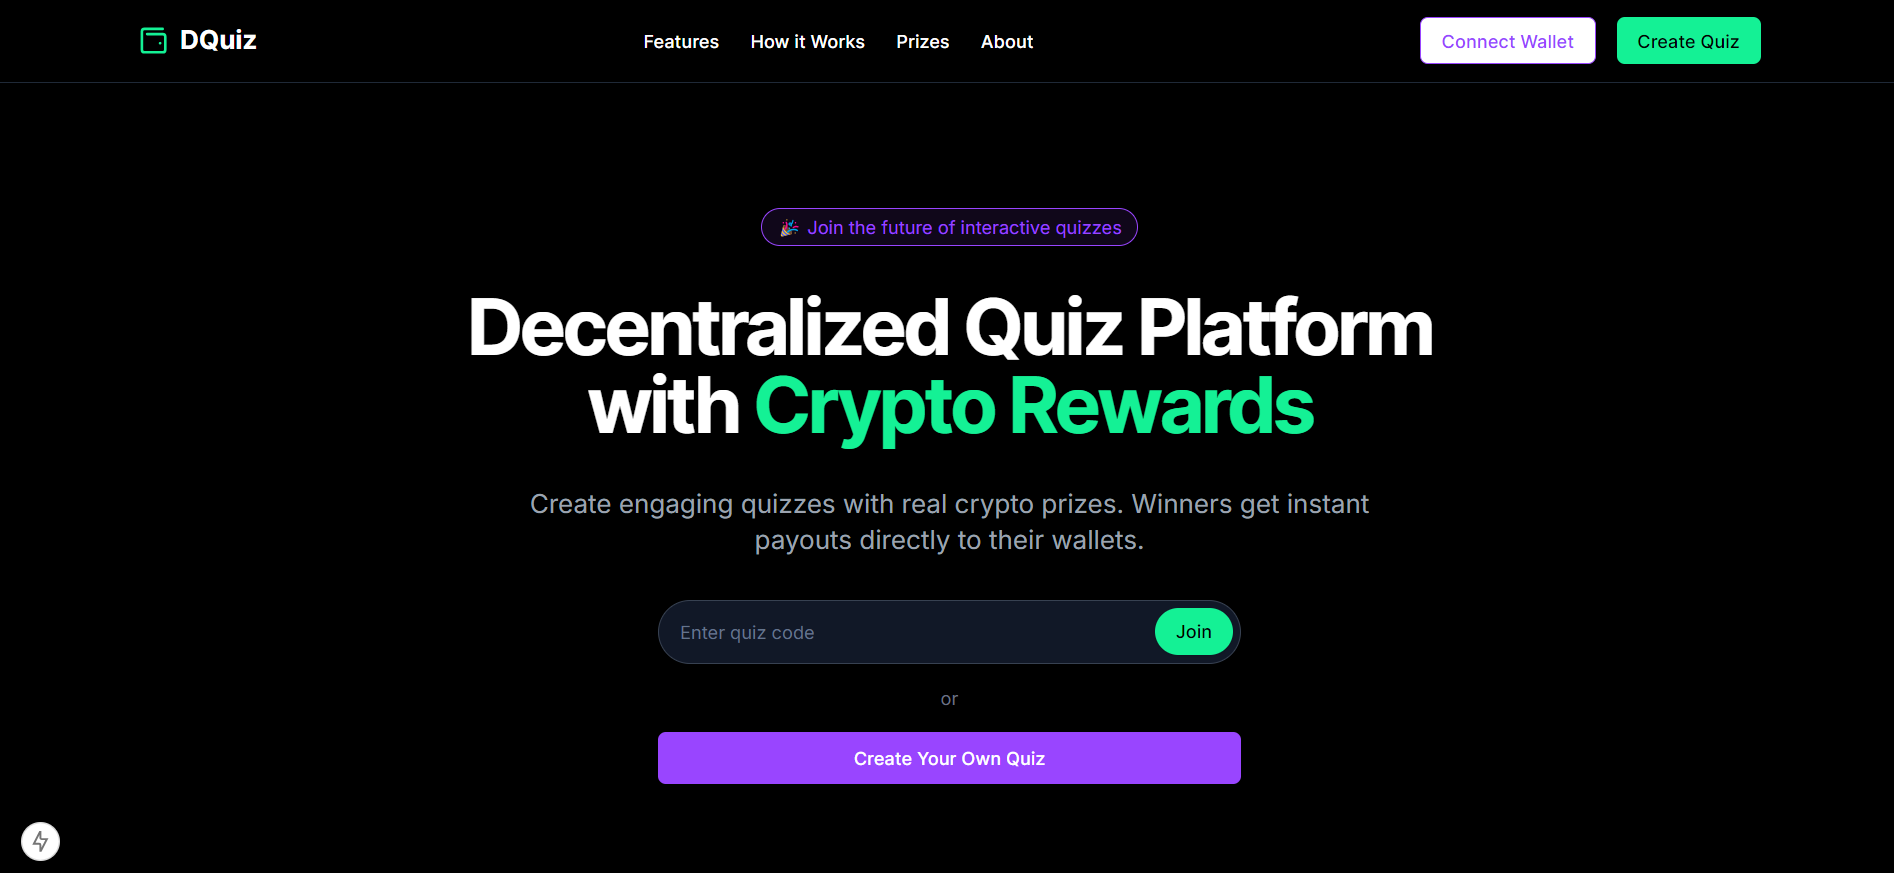 DQuiz
Features
How it Works
Prizes
About
Connect Wallet
Create Quiz
🎉 Join the future of interactive quizzes
Decentralized Quiz Platform
with Crypto Rewards
Create engaging quizzes with real crypto prizes. Winners get instant
payouts directly to their wallets.
Enter quiz code
Join
or
Create Your Own Quiz